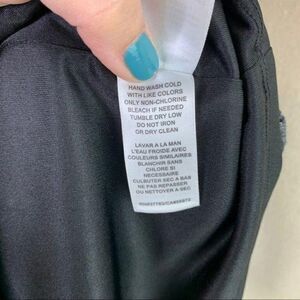 HAND WASH COLD
WITH LIKE COLORS
ONLY NON-CHLORINE
BLEACH IF NEEDED
TUMBLE DRY LOW
DO NOT IRON
OR DRY CLEAN
LAVAR A LA MAN
L'EAU FROIDE AVEC
COULEURS SIMILAIRES
BLANCHIR SANS
CHLORE SI
NECESSAIRE
CULBUTER SEC A BAS
NE PAS REPASSER
OU NETTOYER A SEC